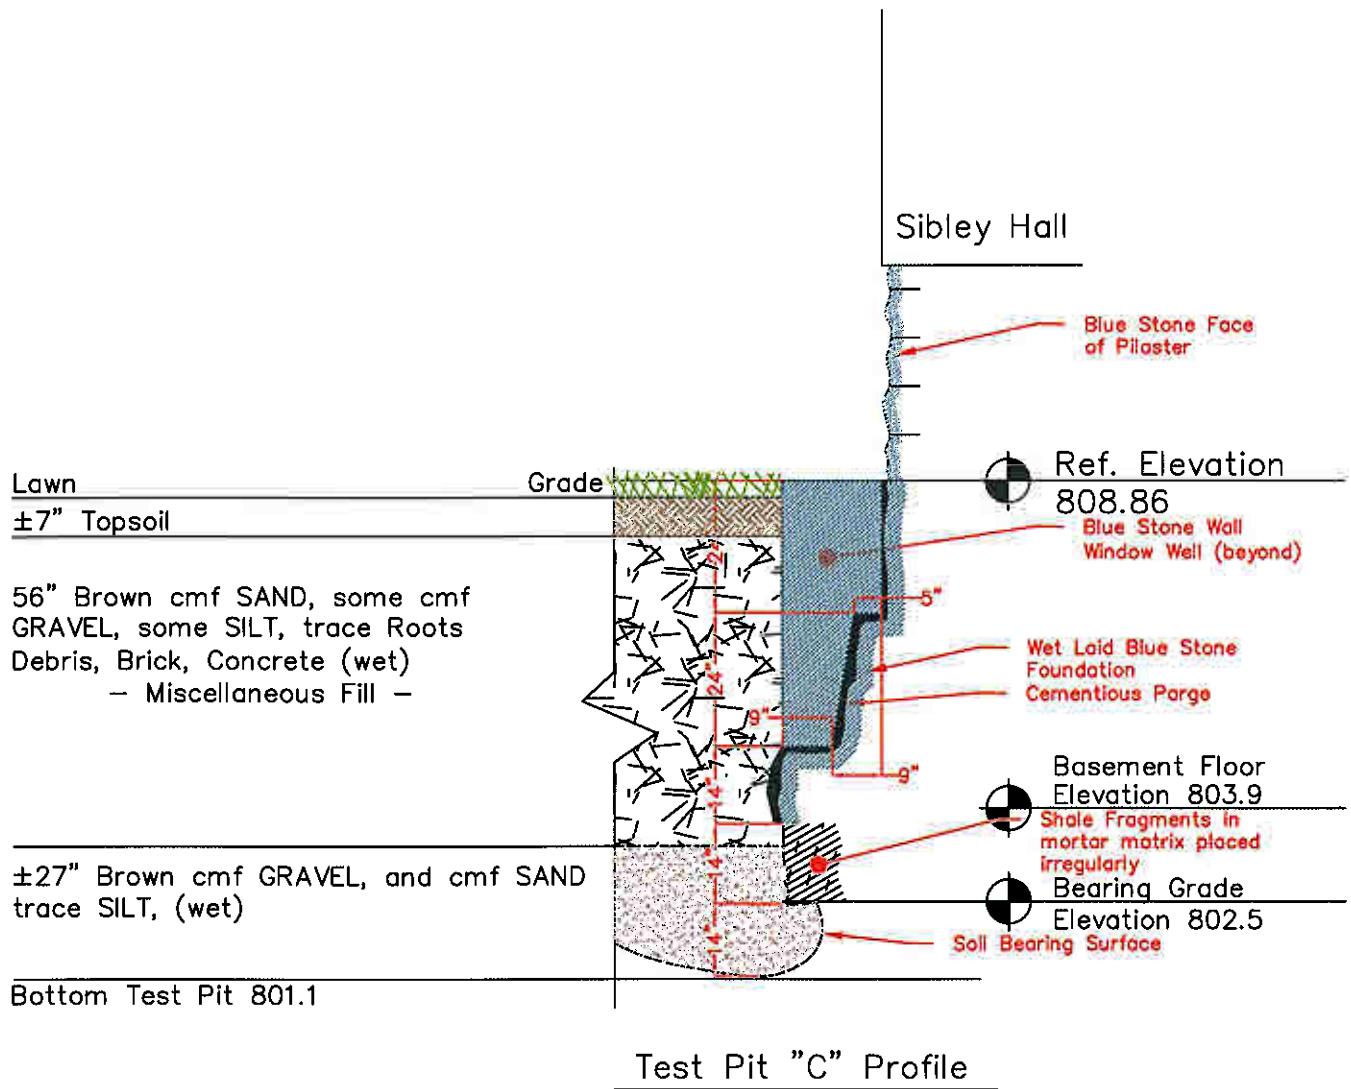 Sibley Hall
Blue Stone Face
of Pilaster
Lawn
Grade
Ref. Elevation
808.86
±7" Topsoil
Blue Stone Wall
Window Well (beyond)
24"
5"
56" Brown cmf SAND, some cmf
GRAVEL, some SILT, trace Roots
Debris, Brick, Concrete (wet)
– Miscellaneous Fill –
Wet Laid Blue Stone
Foundation
Cementious Parge
24"
9"
9"
Basement Floor
Elevation 803.9
14"
Shale Fragments in
mortar matrix placed
irregularly
±27" Brown cmf GRAVEL, and cmf SAND
trace SILT, (wet)
14"
Bearing Grade
Elevation 802.5
14"
Soil Bearing Surface
Bottom Test Pit 801.1
Test Pit "C" Profile